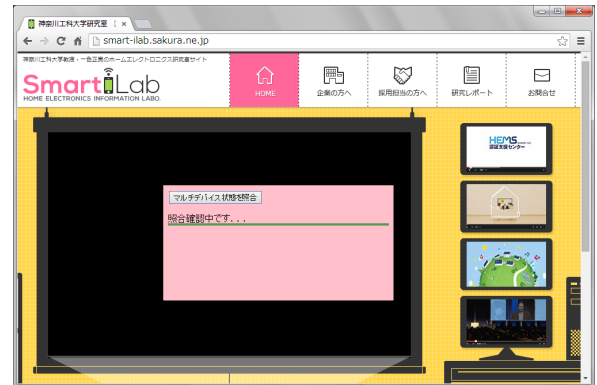 神奈川工科大学研究室
smart-ilab.sakura.ne.jp
神奈川工科大学教授・一色正男のホームエレクトロニクス研究室サイト
SmartiLab
HOME ELECTRONICS INFORMATION LABO.
HOME
企業の方へ
採用担当の方へ
研究レポート
お問合せ
マルチデバイス状態を照合
照合確認中です...
HEMS
認証支援センター